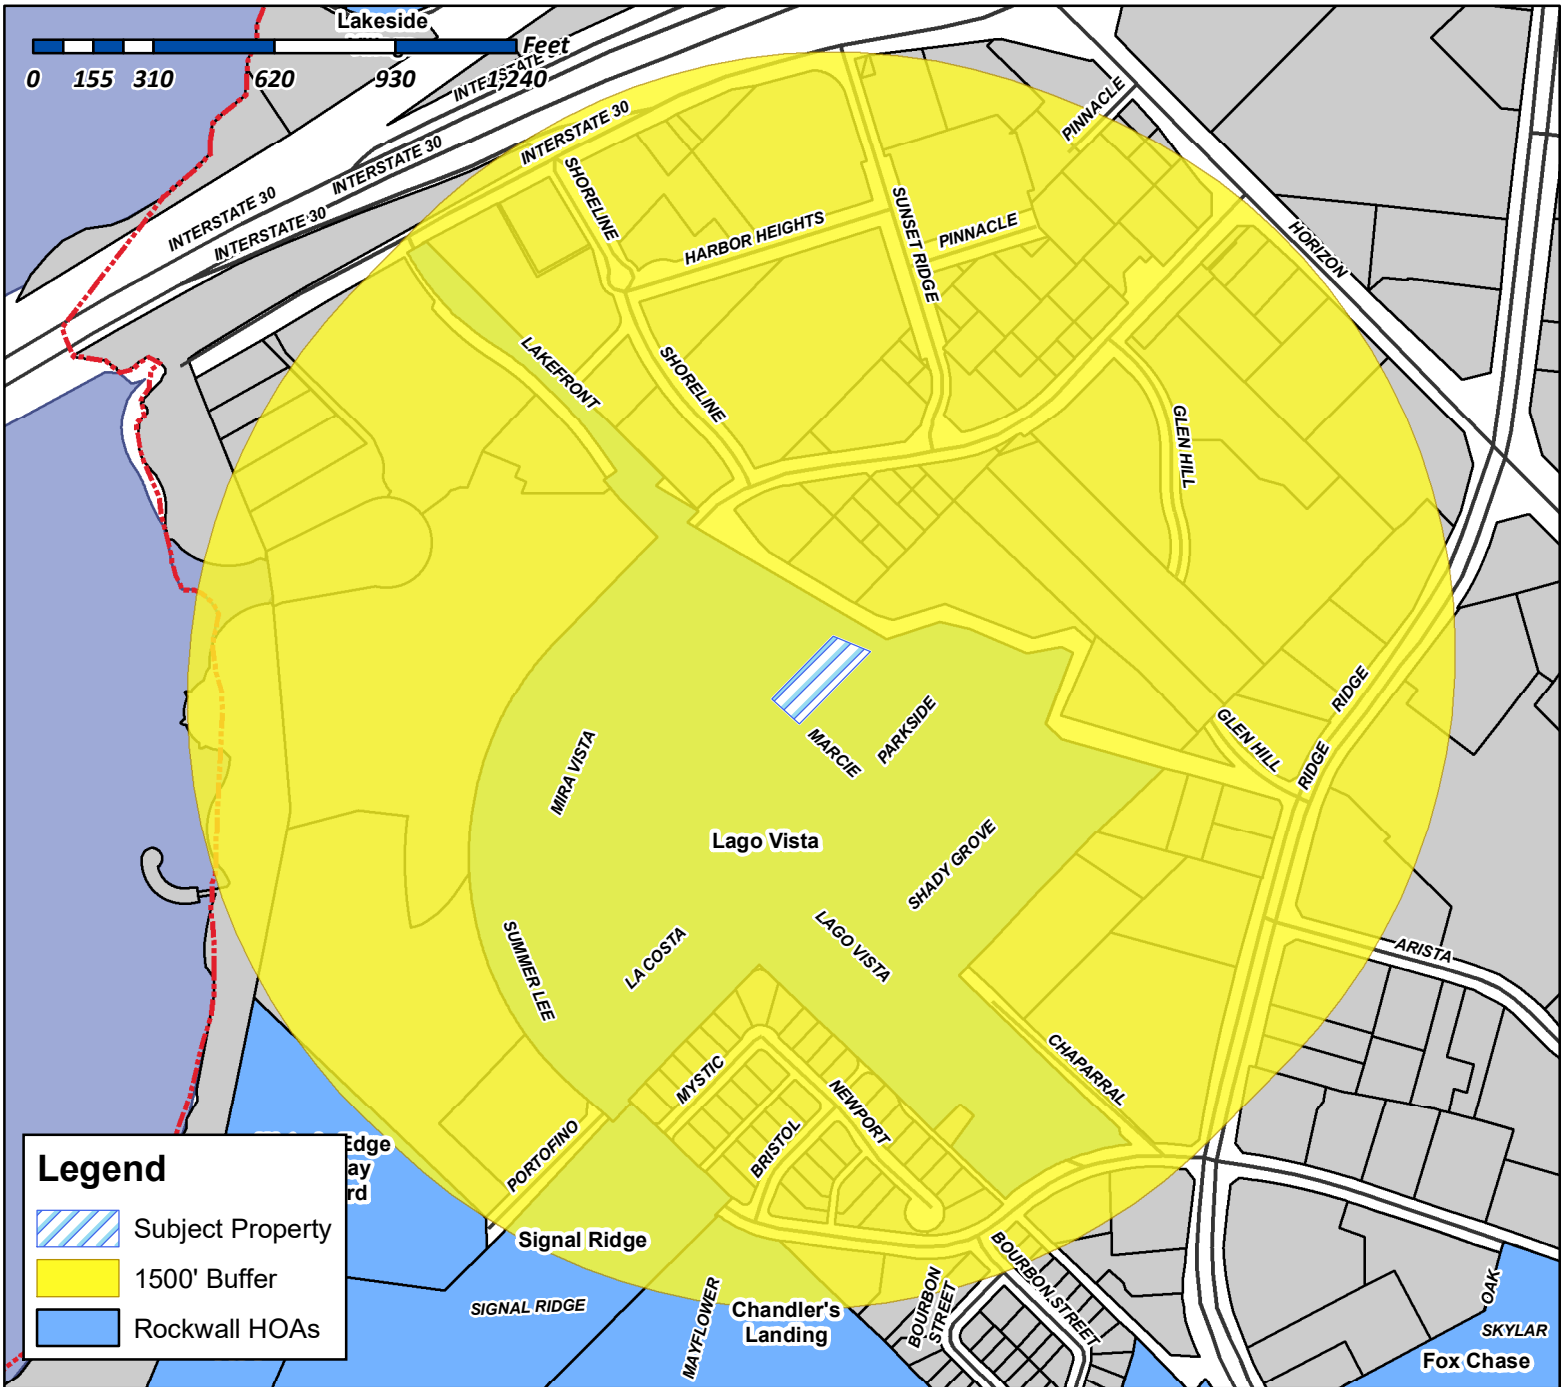 Lakeside
Feet
0 155 310 620 930 1,240
INTERSTATE 30
INTERSTATE 30
INTERSTATE 30
INTERSTATE 30
PINNACLE
SHORELINE
SUNSET RIDGE
HARBOR HEIGHTS
PINNACLE
HORIZON
LAKEFRONT
SHORELINE
GLEN HILL
RIDGE
GLEN HILL
RIDGE
PARKSIDE
MARCIE
MIRA VISTA
Lago Vista
SHADY GROVE
LAGO VISTA
SUMMER LEE
LA COSTA
ARISTA
CHAPARRAL
MYSTIC
NEWPORT
BRISTOL
PORTOFINO
Edge
Signal Ridge
SIGNAL RIDGE
MAYFLOWER
Chandler's
Landing
BOURBON
STREET
BOURBON STREET
OAK
SKYLAR
Fox Chase
Legend
Subject Property
1500' Buffer
Rockwall HOAs